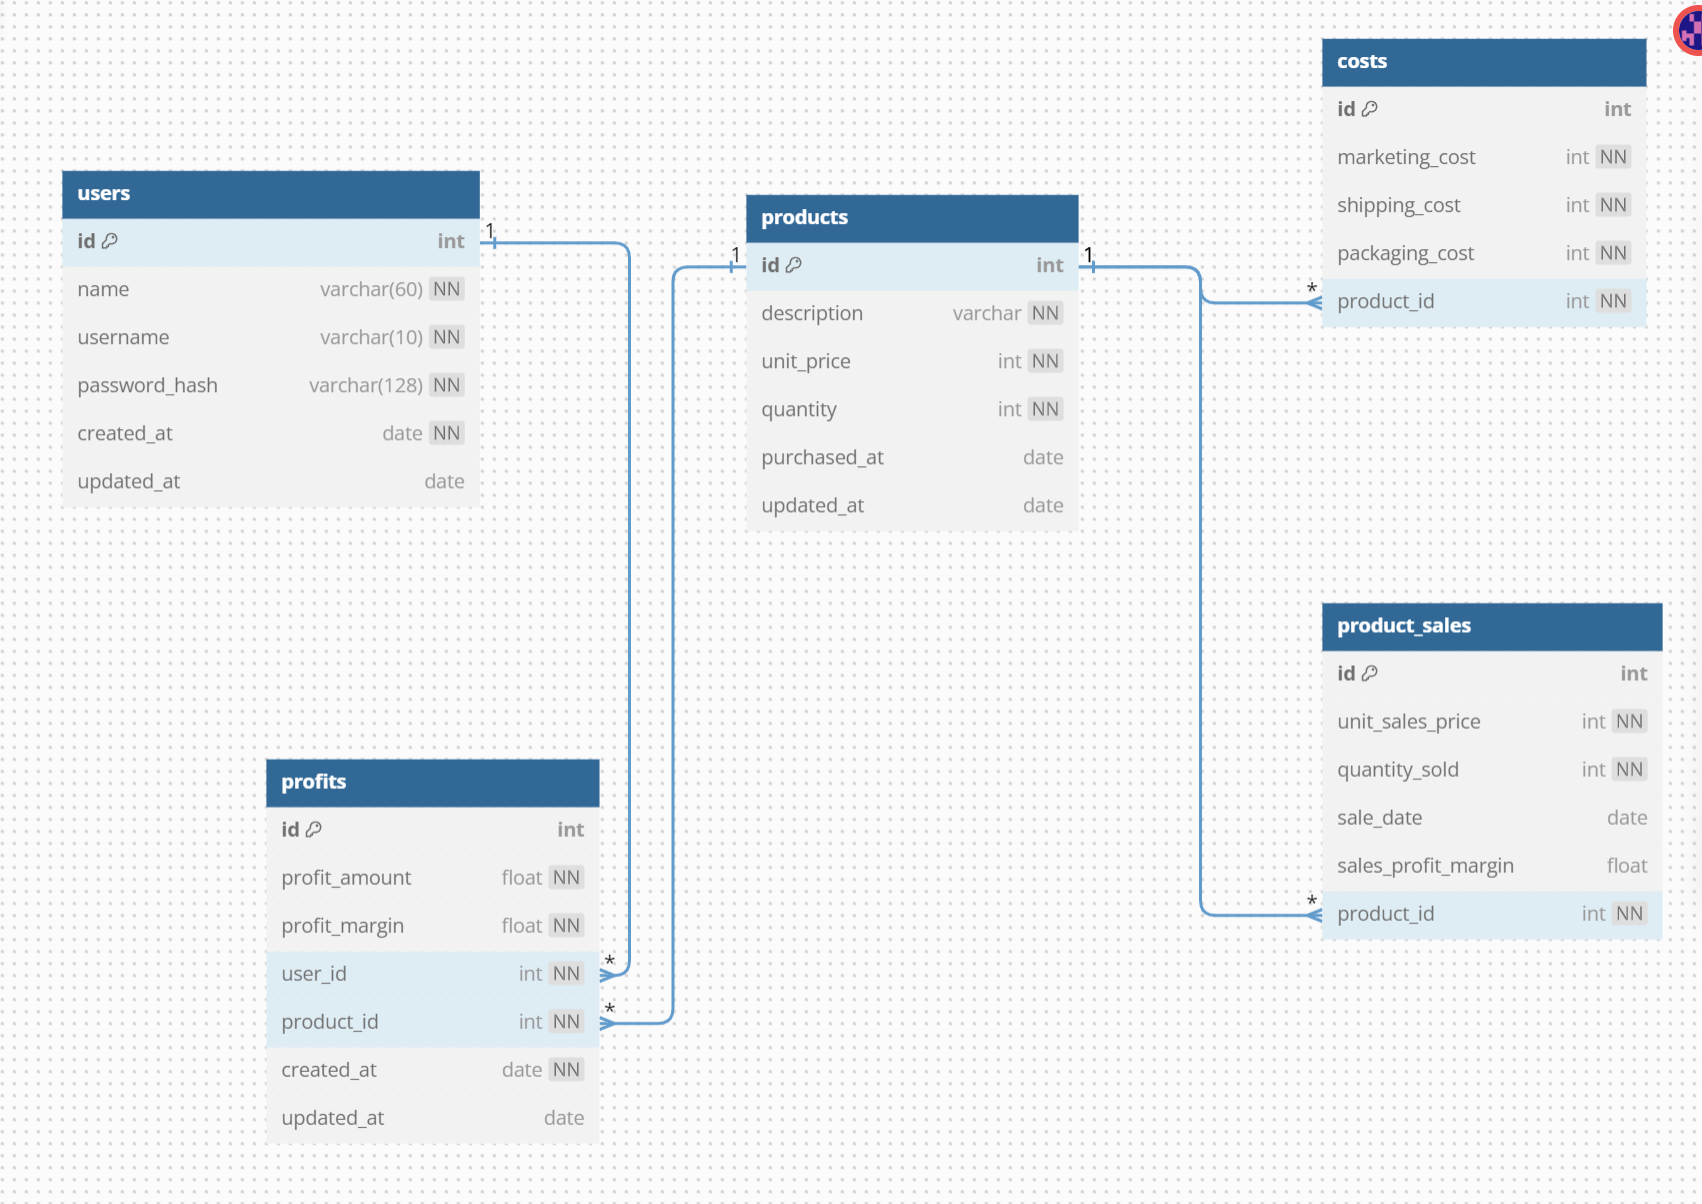 users
id int
name varchar(60) NN
username varchar(10) NN
password_hash varchar(128) NN
created_at date NN
updated_at date
1
products
1 id int 1
description varchar NN
unit_price int NN
quantity int NN
purchased_at date
updated_at date
costs
id int
marketing_cost int NN
shipping_cost int NN
packaging_cost int NN
* product_id int NN
profits
id int
profit_amount float NN
profit_margin float NN
user_id int NN *
product_id int NN *
created_at date NN
updated_at date
product_sales
id int
unit_sales_price int NN
quantity_sold int NN
sale_date date
sales_profit_margin float
* product_id int NN